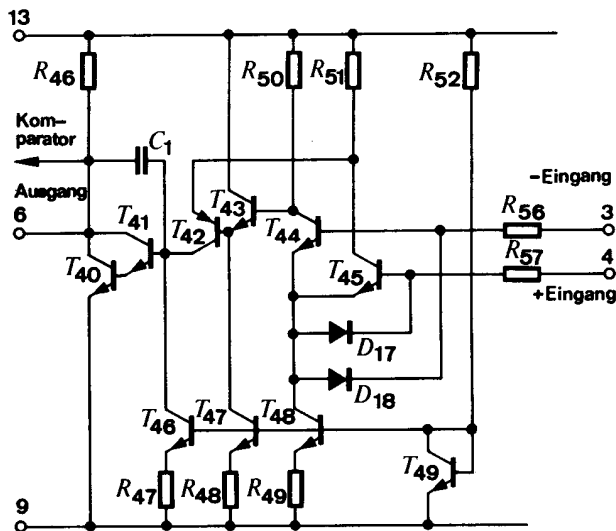 13
R46
R50
R51
R52
Kom-
parator
C1
Ausgang
-Eingang
6
T41
T42
T43
T44
R56
3
T40
T45
R57
4
+Eingang
D17
D18
T46
T47
T48
T49
R47
R48
R49
9